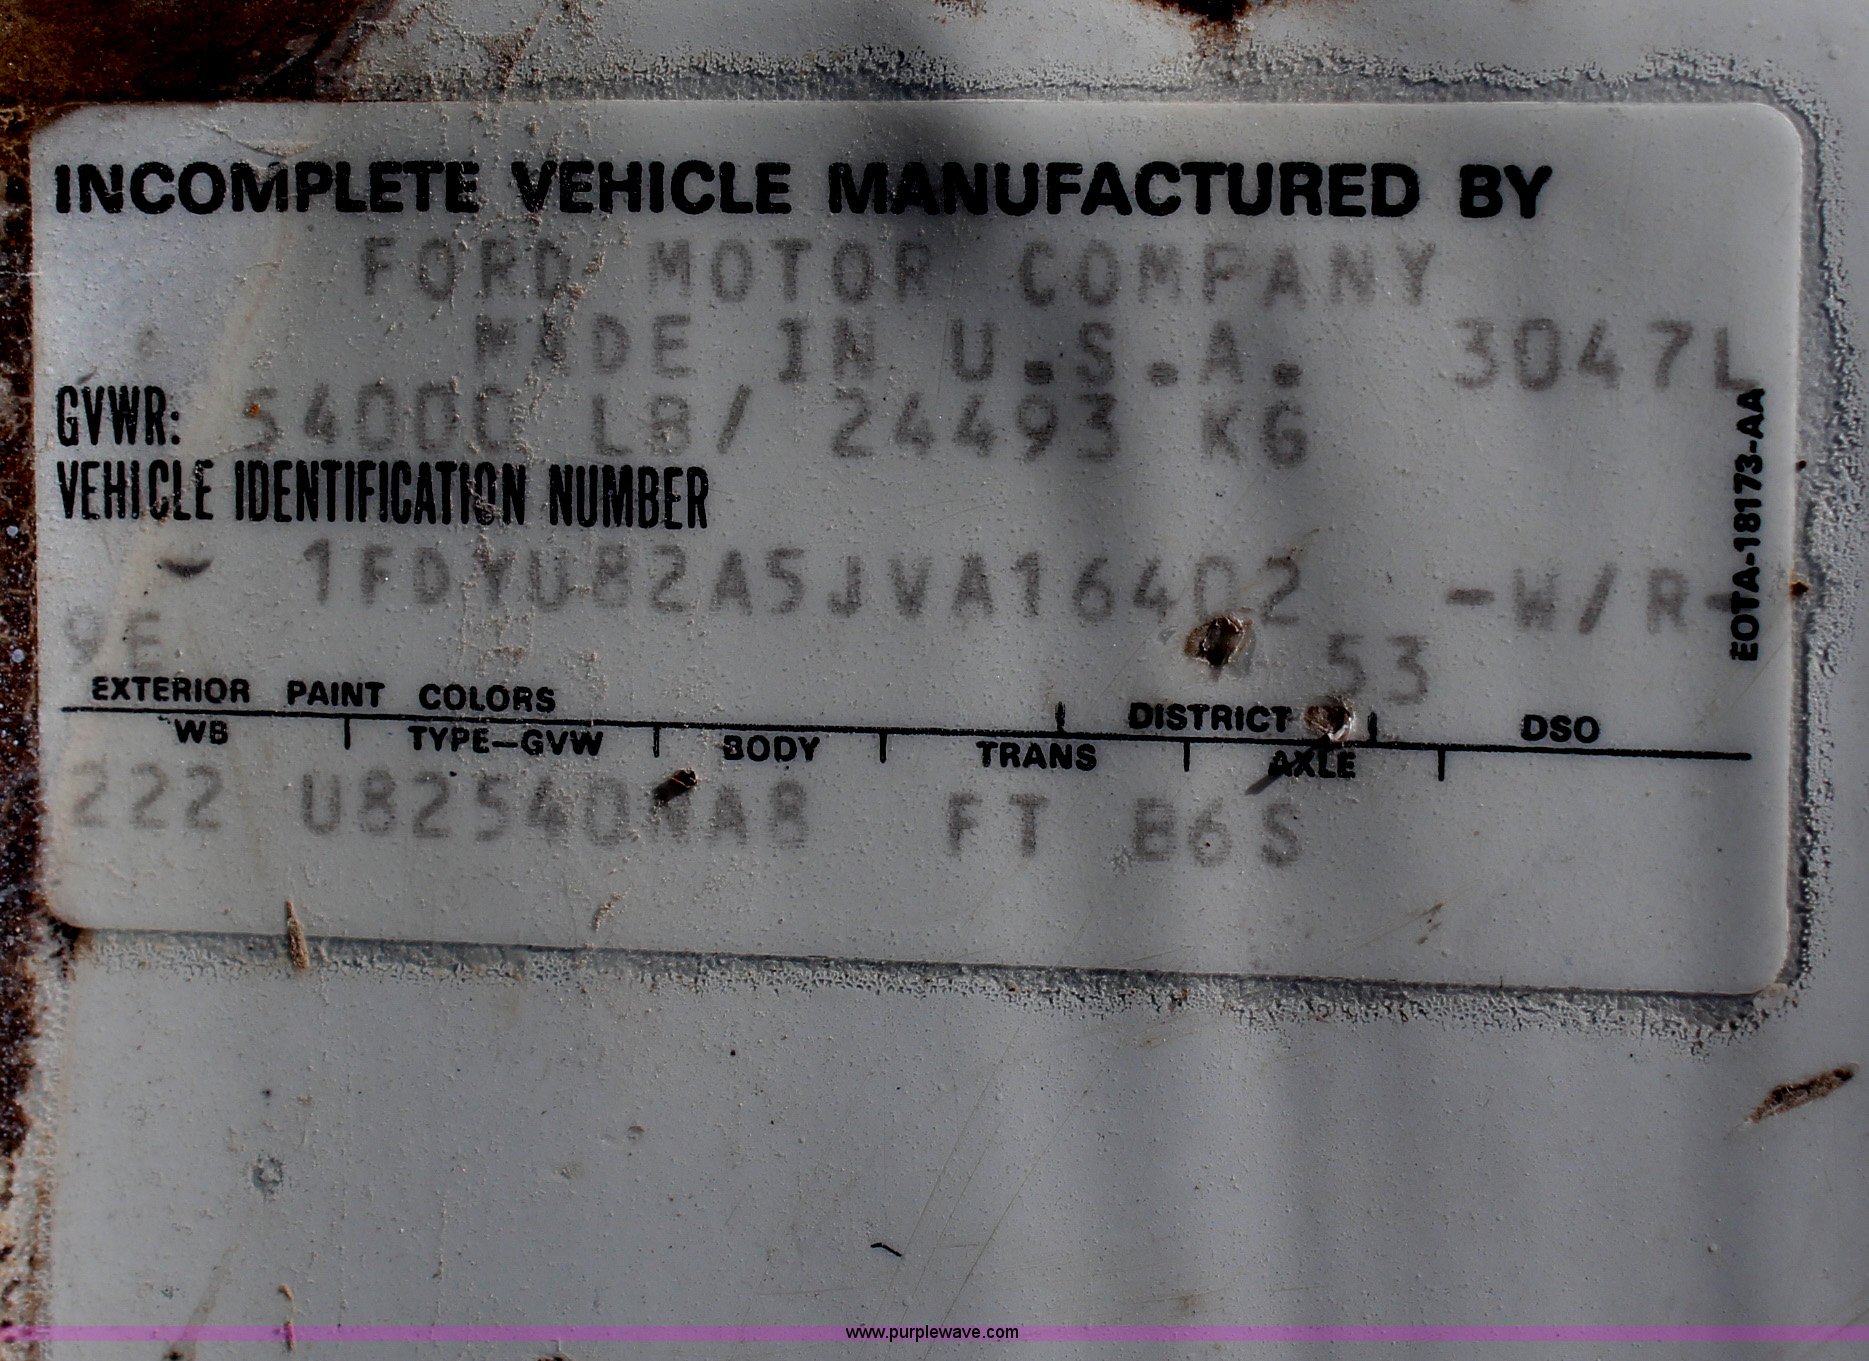 INCOMPLETE VEHICLE MANUFACTURED BY
FORD MOTOR COMPANY
MADE IN U.S.A. 3047L
GVWR: 54000 LB/ 24493 KG
VEHICLE IDENTIFICATION NUMBER
1FDYU82A5JVA16402 -W/R-
9E 53
EXTERIOR PAINT COLORS DISTRICT DSO
WB TYPE-GVW BODY TRANS AXLE
222 U82540NA8 FT B6S
EOTA-18173-AA
www.purplewave.com